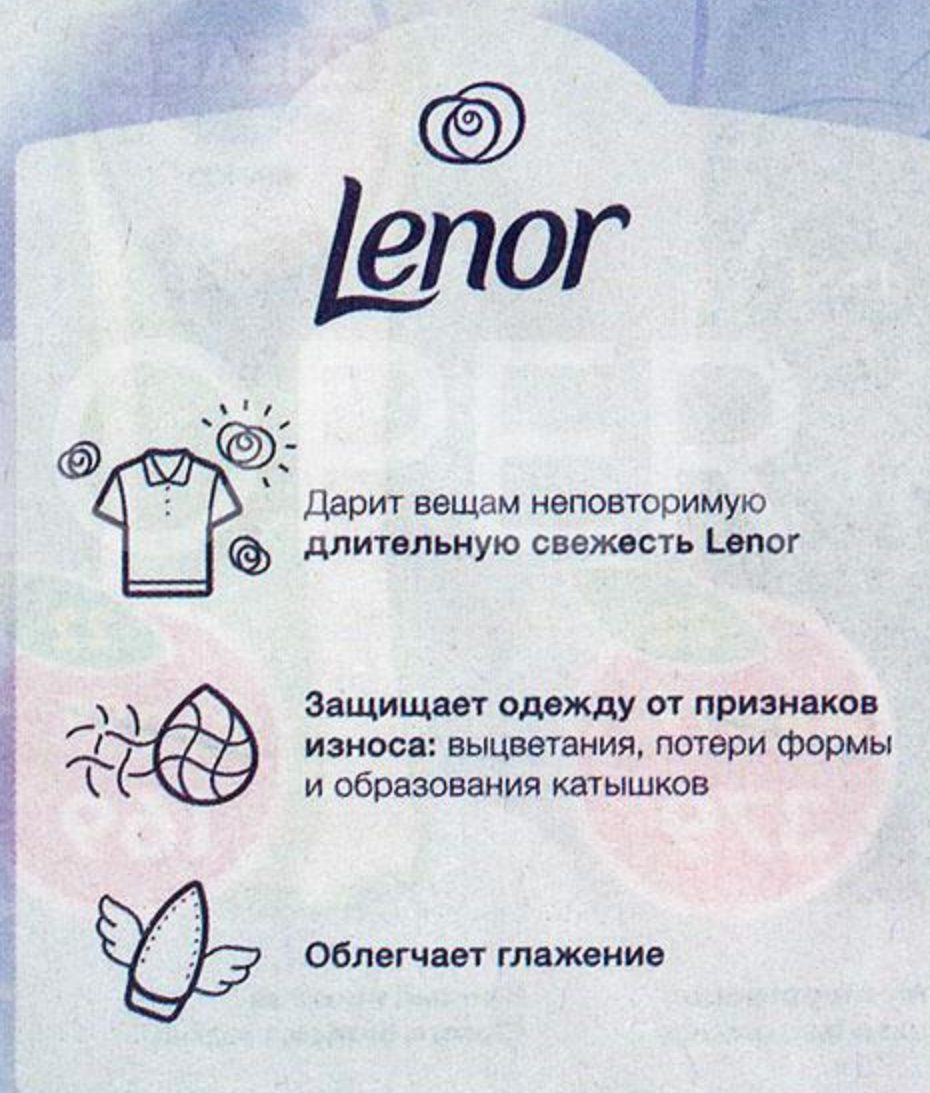 Lenor
Дарит вещам неповторимую
длительную свежесть Lenor
Защищает одежду от признаков
износа: выцветания, потери формы
и образования катышков
Облегчает глажение